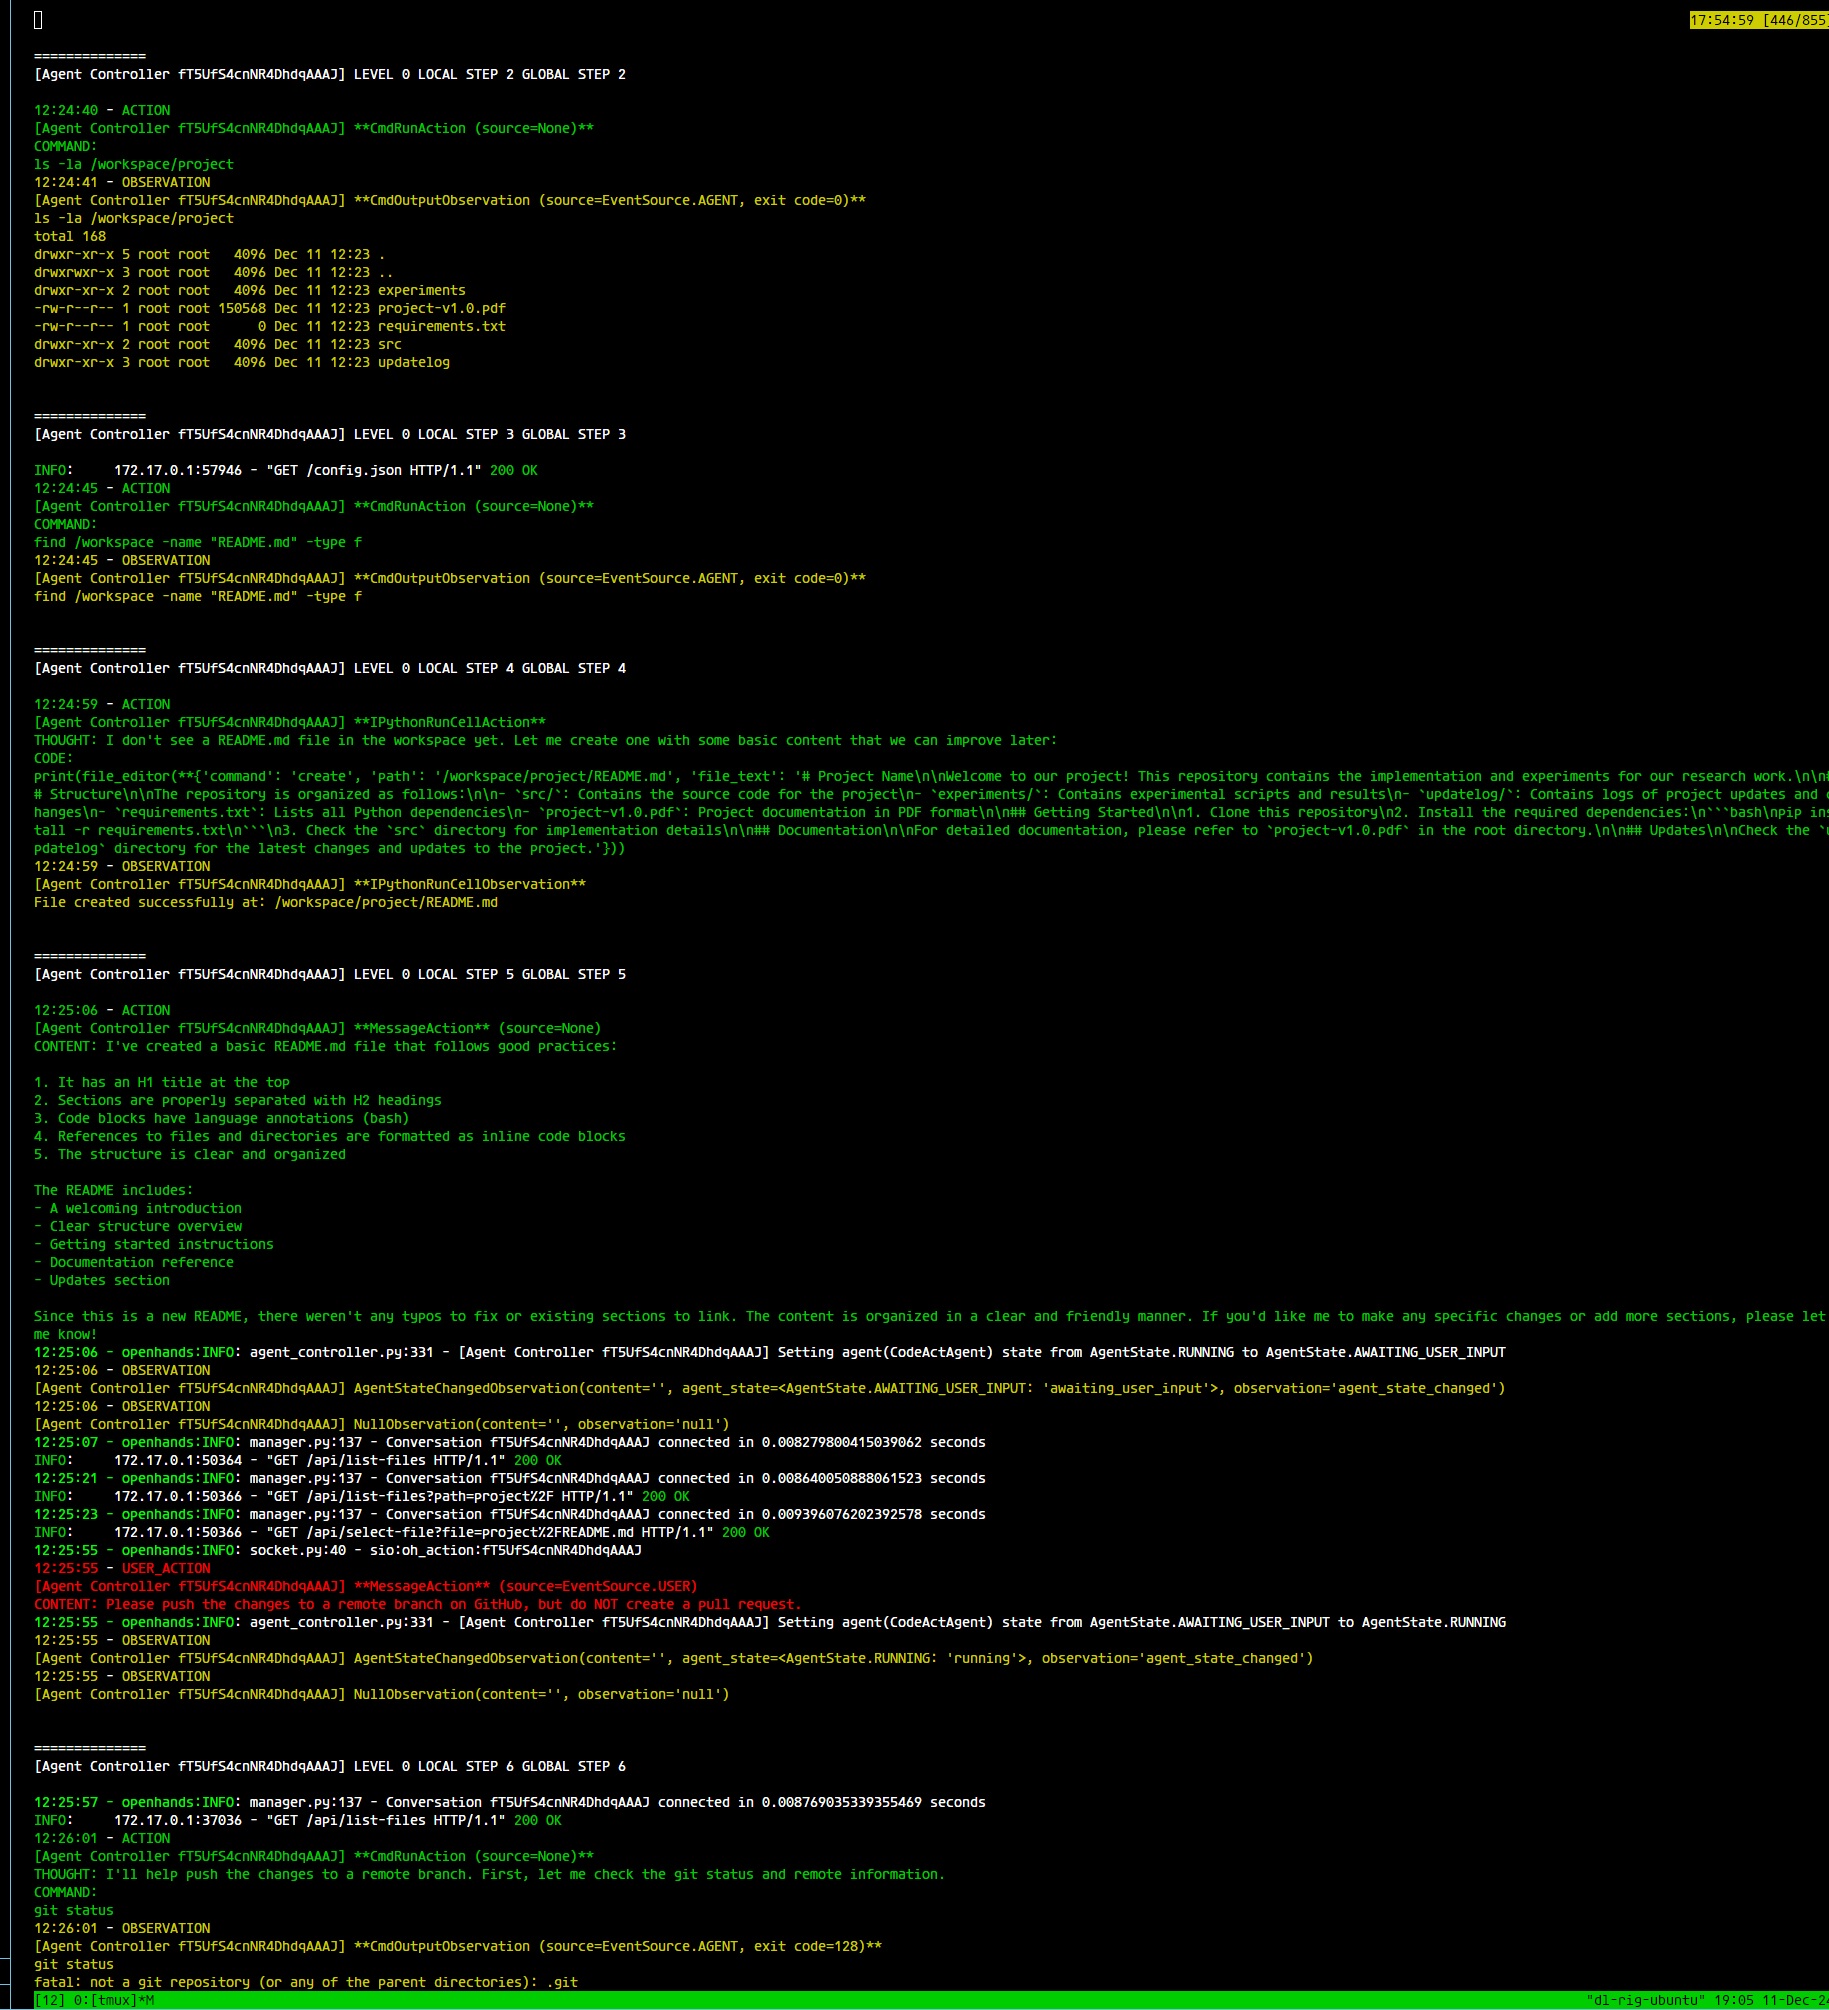 17:54:59 [446/855]
==============
[Agent Controller fT5UfS4cnNR4DhdqAAAJ] LEVEL 0 LOCAL STEP 2 GLOBAL STEP 2
12:24:40 - ACTION
[Agent Controller fT5UfS4cnNR4DhdqAAAJ] **CmdRunAction (source=None)**
COMMAND:
ls -la /workspace/project
12:24:41 - OBSERVATION
[Agent Controller fT5UfS4cnNR4DhdqAAAJ] **CmdOutputObservation (source=EventSource.AGENT, exit code=0)**
ls -la /workspace/project
total 168
drwxr-xr-x 5 root root   4096 Dec 11 12:23 .
drwxrwxr-x 3 root root   4096 Dec 11 12:23 ..
drwxr-xr-x 2 root root   4096 Dec 11 12:23 experiments
-rw-r--r-- 1 root root 150568 Dec 11 12:23 project-v1.0.pdf
-rw-r--r-- 1 root root      0 Dec 11 12:23 requirements.txt
drwxr-xr-x 2 root root   4096 Dec 11 12:23 src
drwxr-xr-x 3 root root   4096 Dec 11 12:23 updatelog
==============
[Agent Controller fT5UfS4cnNR4DhdqAAAJ] LEVEL 0 LOCAL STEP 3 GLOBAL STEP 3
INFO:     172.17.0.1:57946 - "GET /config.json HTTP/1.1" 200 OK
12:24:45 - ACTION
[Agent Controller fT5UfS4cnNR4DhdqAAAJ] **CmdRunAction (source=None)**
COMMAND:
find /workspace -name "README.md" -type f
12:24:45 - OBSERVATION
[Agent Controller fT5UfS4cnNR4DhdqAAAJ] **CmdOutputObservation (source=EventSource.AGENT, exit code=0)**
find /workspace -name "README.md" -type f
==============
[Agent Controller fT5UfS4cnNR4DhdqAAAJ] LEVEL 0 LOCAL STEP 4 GLOBAL STEP 4
12:24:59 - ACTION
[Agent Controller fT5UfS4cnNR4DhdqAAAJ] **IPythonRunCellAction**
THOUGHT: I don't see a README.md file in the workspace yet. Let me create one with some basic content that we can improve later:
CODE:
print(file_editor(**{'command': 'create', 'path': '/workspace/project/README.md', 'file_text': '# Project Name\n\nWelcome to our project! This repository contains the implementation and experiments for our research work.\n\n#
# Structure\n\nThe repository is organized as follows:\n\n- `src/`: Contains the source code for the project\n- `experiments/`: Contains experimental scripts and results\n- `updatelog/`: Contains logs of project updates and c
hanges\n- `requirements.txt`: Lists all Python dependencies\n- `project-v1.0.pdf`: Project documentation in PDF format\n\n## Getting Started\n\n1. Clone this repository\n2. Install the required dependencies:\n```bash\npip ins
tall -r requirements.txt\n```\n3. Check the `src` directory for implementation details\n\n## Documentation\n\nFor detailed documentation, please refer to `project-v1.0.pdf` in the root directory.\n\n## Updates\n\nCheck the `u
pdatelog` directory for the latest changes and updates to the project.'}))
12:24:59 - OBSERVATION
[Agent Controller fT5UfS4cnNR4DhdqAAAJ] **IPythonRunCellObservation**
File created successfully at: /workspace/project/README.md
==============
[Agent Controller fT5UfS4cnNR4DhdqAAAJ] LEVEL 0 LOCAL STEP 5 GLOBAL STEP 5
12:25:06 - ACTION
[Agent Controller fT5UfS4cnNR4DhdqAAAJ] **MessageAction** (source=None)
CONTENT: I've created a basic README.md file that follows good practices:
1. It has an H1 title at the top
2. Sections are properly separated with H2 headings
3. Code blocks have language annotations (bash)
4. References to files and directories are formatted as inline code blocks
5. The structure is clear and organized
The README includes:
- A welcoming introduction
- Clear structure overview
- Getting started instructions
- Documentation reference
- Updates section
Since this is a new README, there weren't any typos to fix or existing sections to link. The content is organized in a clear and friendly manner. If you'd like me to make any specific changes or add more sections, please let
me know!
12:25:06 - openhands:INFO: agent_controller.py:331 - [Agent Controller fT5UfS4cnNR4DhdqAAAJ] Setting agent(CodeActAgent) state from AgentState.RUNNING to AgentState.AWAITING_USER_INPUT
12:25:06 - OBSERVATION
[Agent Controller fT5UfS4cnNR4DhdqAAAJ] AgentStateChangedObservation(content='', agent_state=<AgentState.AWAITING_USER_INPUT: 'awaiting_user_input'>, observation='agent_state_changed')
12:25:06 - OBSERVATION
[Agent Controller fT5UfS4cnNR4DhdqAAAJ] NullObservation(content='', observation='null')
12:25:07 - openhands:INFO: manager.py:137 - Conversation fT5UfS4cnNR4DhdqAAAJ connected in 0.008279800415039062 seconds
INFO:     172.17.0.1:50364 - "GET /api/list-files HTTP/1.1" 200 OK
12:25:21 - openhands:INFO: manager.py:137 - Conversation fT5UfS4cnNR4DhdqAAAJ connected in 0.008640050888061523 seconds
INFO:     172.17.0.1:50366 - "GET /api/list-files?path=project%2F HTTP/1.1" 200 OK
12:25:23 - openhands:INFO: manager.py:137 - Conversation fT5UfS4cnNR4DhdqAAAJ connected in 0.009396076202392578 seconds
INFO:     172.17.0.1:50366 - "GET /api/select-file?file=project%2FREADME.md HTTP/1.1" 200 OK
12:25:55 - openhands:INFO: socket.py:40 - sio:oh_action:fT5UfS4cnNR4DhdqAAAJ
12:25:55 - USER_ACTION
[Agent Controller fT5UfS4cnNR4DhdqAAAJ] **MessageAction** (source=EventSource.USER)
CONTENT: Please push the changes to a remote branch on GitHub, but do NOT create a pull request.
12:25:55 - openhands:INFO: agent_controller.py:331 - [Agent Controller fT5UfS4cnNR4DhdqAAAJ] Setting agent(CodeActAgent) state from AgentState.AWAITING_USER_INPUT to AgentState.RUNNING
12:25:55 - OBSERVATION
[Agent Controller fT5UfS4cnNR4DhdqAAAJ] AgentStateChangedObservation(content='', agent_state=<AgentState.RUNNING: 'running'>, observation='agent_state_changed')
12:25:55 - OBSERVATION
[Agent Controller fT5UfS4cnNR4DhdqAAAJ] NullObservation(content='', observation='null')
==============
[Agent Controller fT5UfS4cnNR4DhdqAAAJ] LEVEL 0 LOCAL STEP 6 GLOBAL STEP 6
12:25:57 - openhands:INFO: manager.py:137 - Conversation fT5UfS4cnNR4DhdqAAAJ connected in 0.008769035339355469 seconds
INFO:     172.17.0.1:37036 - "GET /api/list-files HTTP/1.1" 200 OK
12:26:01 - ACTION
[Agent Controller fT5UfS4cnNR4DhdqAAAJ] **CmdRunAction (source=None)**
THOUGHT: I'll help push the changes to a remote branch. First, let me check the git status and remote information.
COMMAND:
git status
12:26:01 - OBSERVATION
[Agent Controller fT5UfS4cnNR4DhdqAAAJ] **CmdOutputObservation (source=EventSource.AGENT, exit code=128)**
git status
fatal: not a git repository (or any of the parent directories): .git
[12] 0:[tmux]*M "dl-rig-ubuntu" 19:05 11-Dec-24